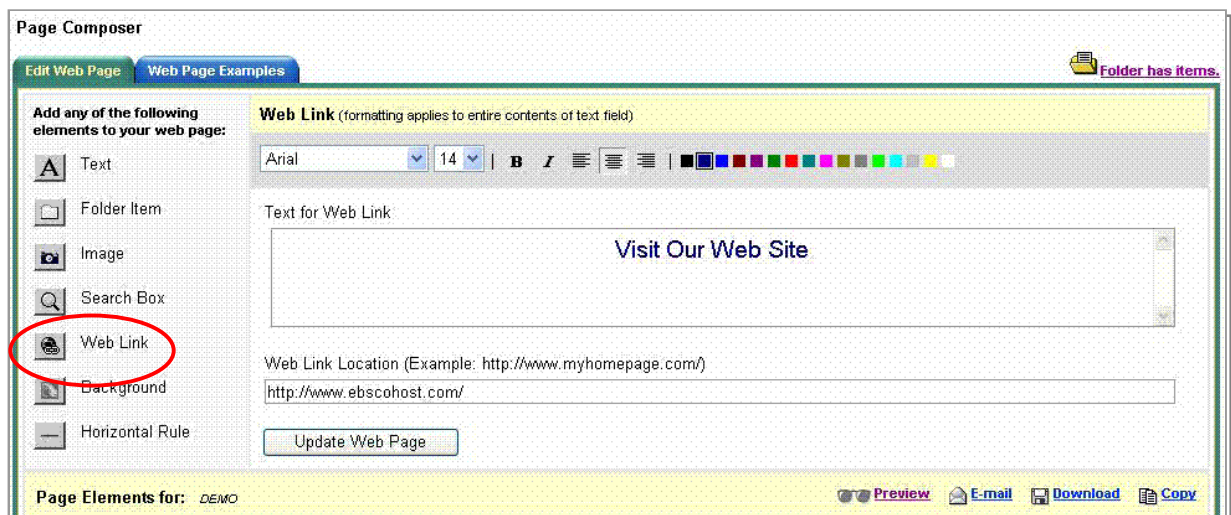 Page Composer
Edit Web Page
Web Page Examples
Folder has items.
Add any of the following
elements to your web page:
A Text
Folder Item
Image
Search Box
Web Link
Background
Horizontal Rule
Web Link (formatting applies to entire contents of text field)
Arial 14 | B I |
Text for Web Link
Visit Our Web Site
Web Link Location (Example: http://www.myhomepage.com/)
http://www.ebscohost.com/
Update Web Page
Page Elements for: DEMO
Preview E-mail Download Copy